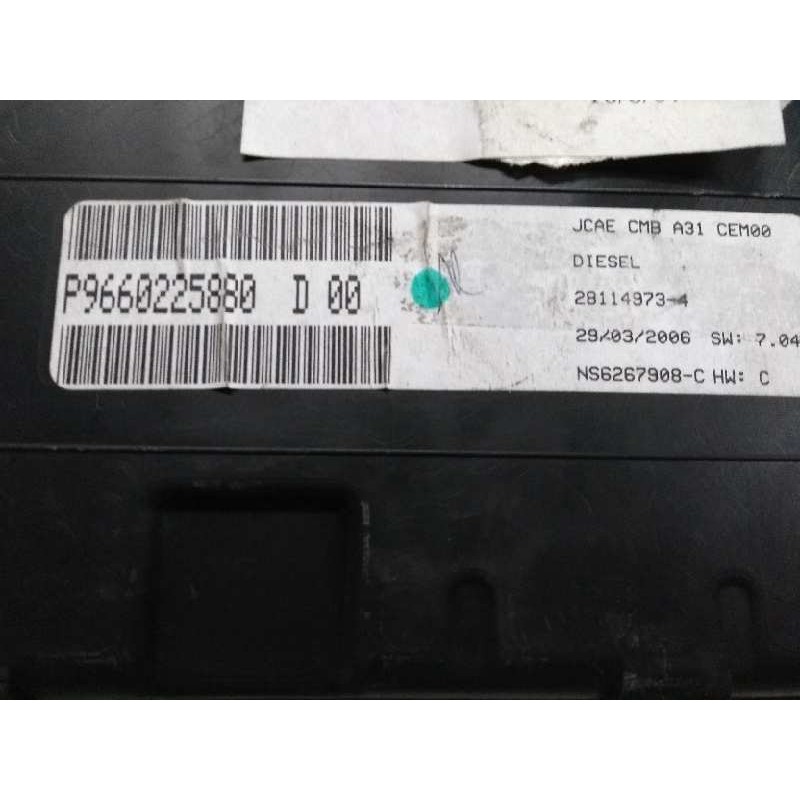 P9660225880 D 00
JCAE CMB A31 CEM00
DIESEL
28114973-4
29/03/2006 SW: 7.04
NS6267908-C HW: C